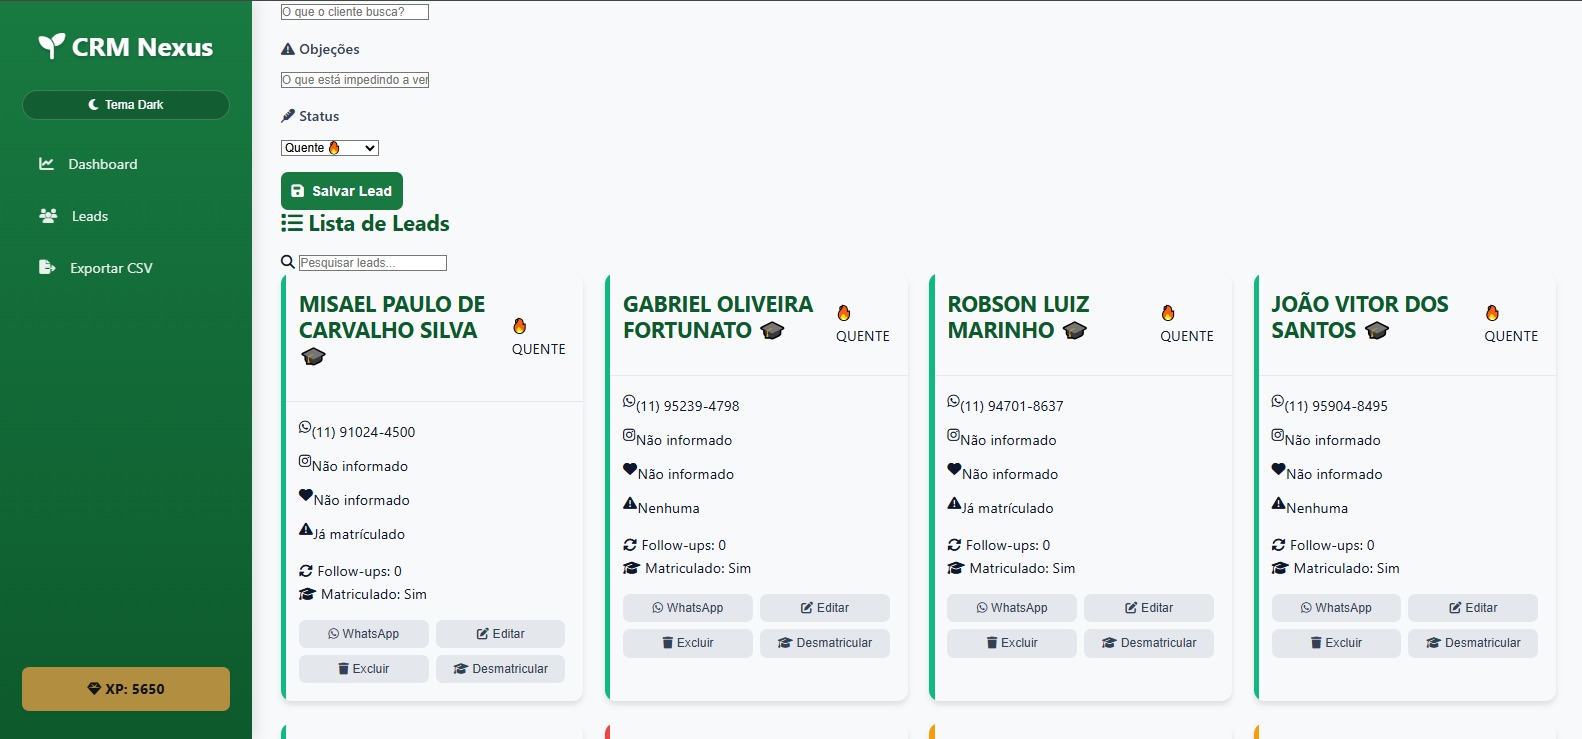 CRM Nexus
Tema Dark
Dashboard
Leads
Exportar CSV
XP: 5650
O que o cliente busca?
Objeções
O que está impedindo a ver
Status
Quente 🔥
Salvar Lead
Lista de Leads
Pesquisar leads...
MISAEL PAULO DE
CARVALHO SILVA
🎓
🔥
QUENTE
(11) 91024-4500
Não informado
Não informado
Já matrículado
Follow-ups: 0
Matriculado: Sim
WhatsApp
Editar
Excluir
Desmatricular
GABRIEL OLIVEIRA
FORTUNATO 🎓
🔥
QUENTE
(11) 95239-4798
Não informado
Não informado
Nenhuma
Follow-ups: 0
Matriculado: Sim
WhatsApp
Editar
Excluir
Desmatricular
ROBSON LUIZ
MARINHO 🎓
🔥
QUENTE
(11) 94701-8637
Não informado
Não informado
Já matrículado
Follow-ups: 0
Matriculado: Sim
WhatsApp
Editar
Excluir
Desmatricular
JOÃO VITOR DOS
SANTOS 🎓
🔥
QUENTE
(11) 95904-8495
Não informado
Não informado
Nenhuma
Follow-ups: 0
Matriculado: Sim
WhatsApp
Editar
Excluir
Desmatricular